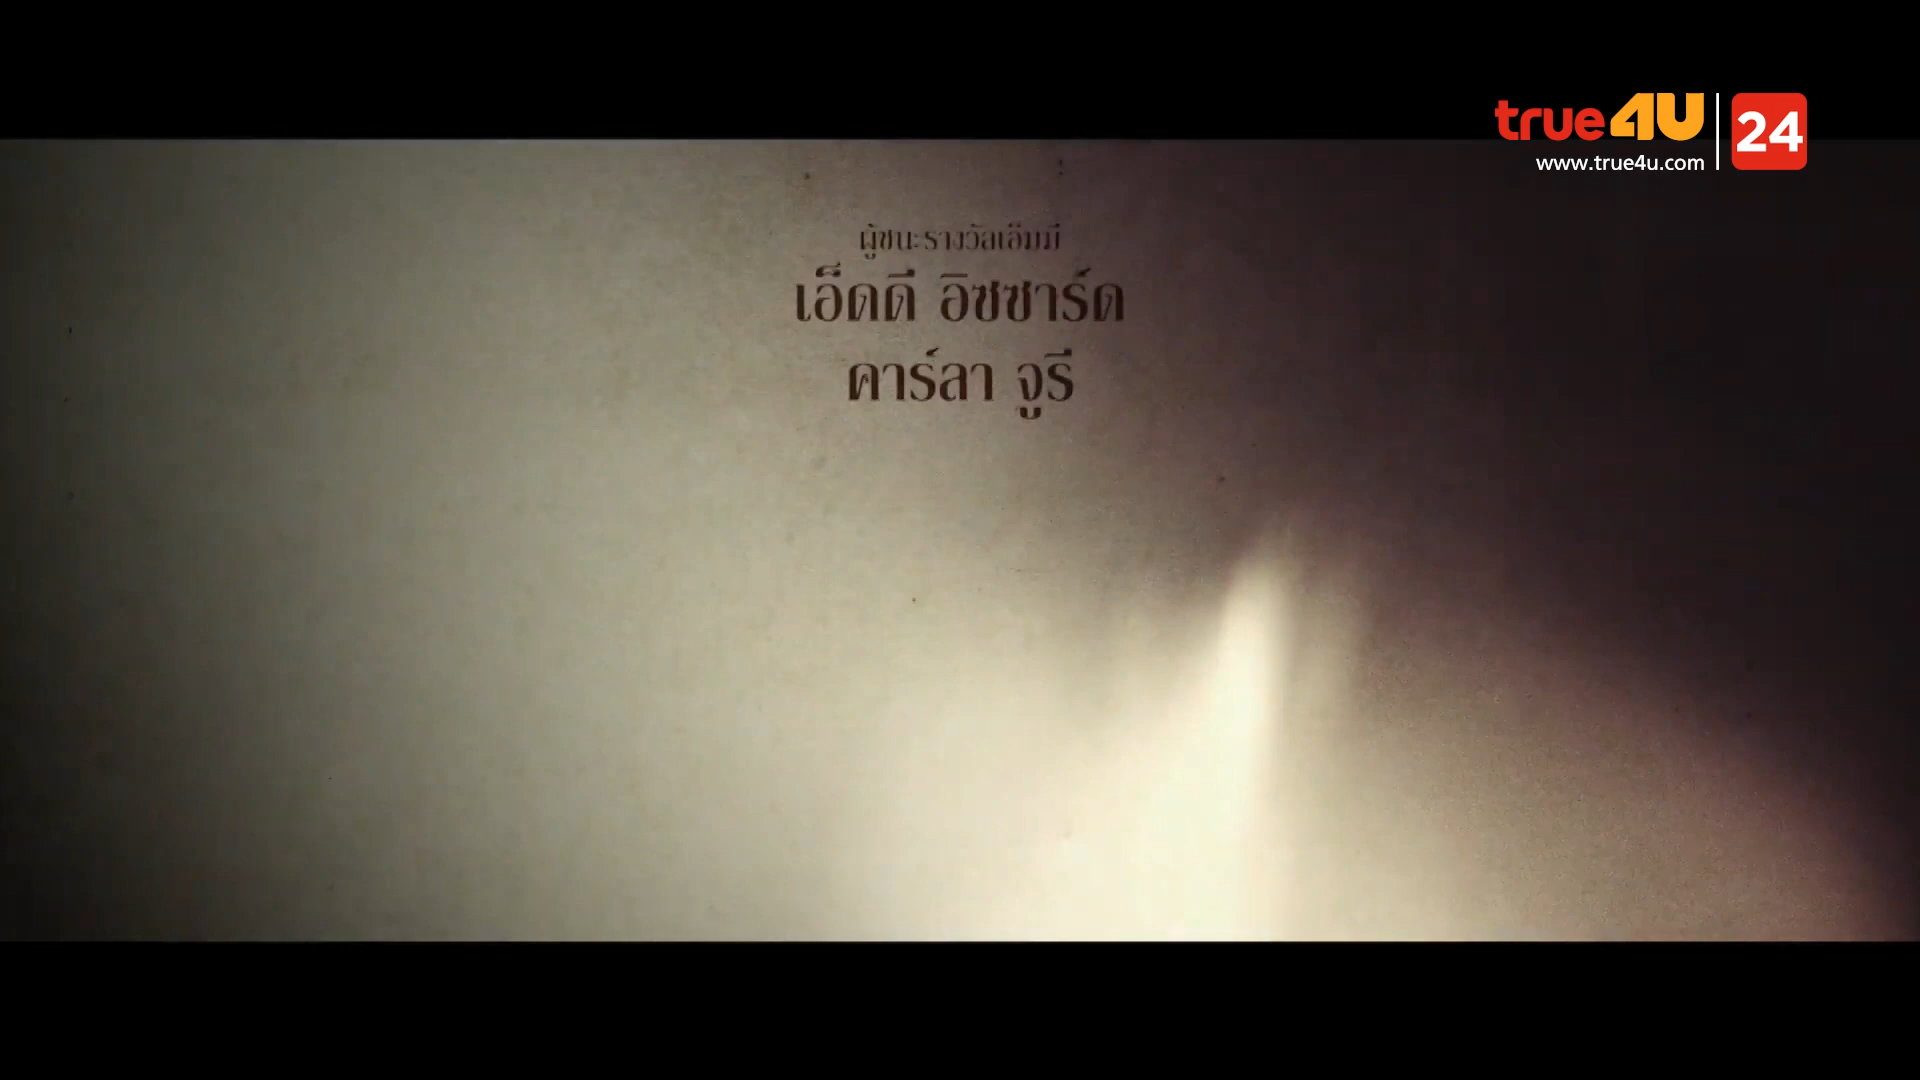 true4U 24
www.true4u.com
ผู้ชนะรางวัลเอ็มมี
เอ็ดดี อิซซาร์ด
คาร์ลา จูรี